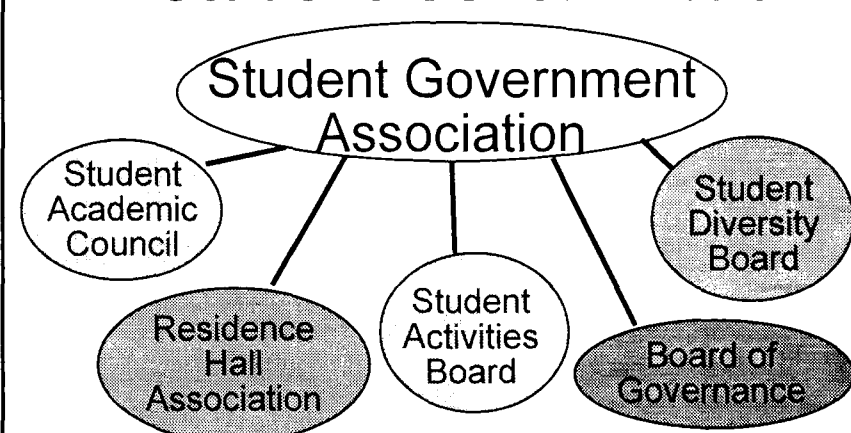 Student Government
Association
Student
Academic
Council
Student
Diversity
Board
Residence
Hall
Association
Student
Activities
Board
Board of
Governance